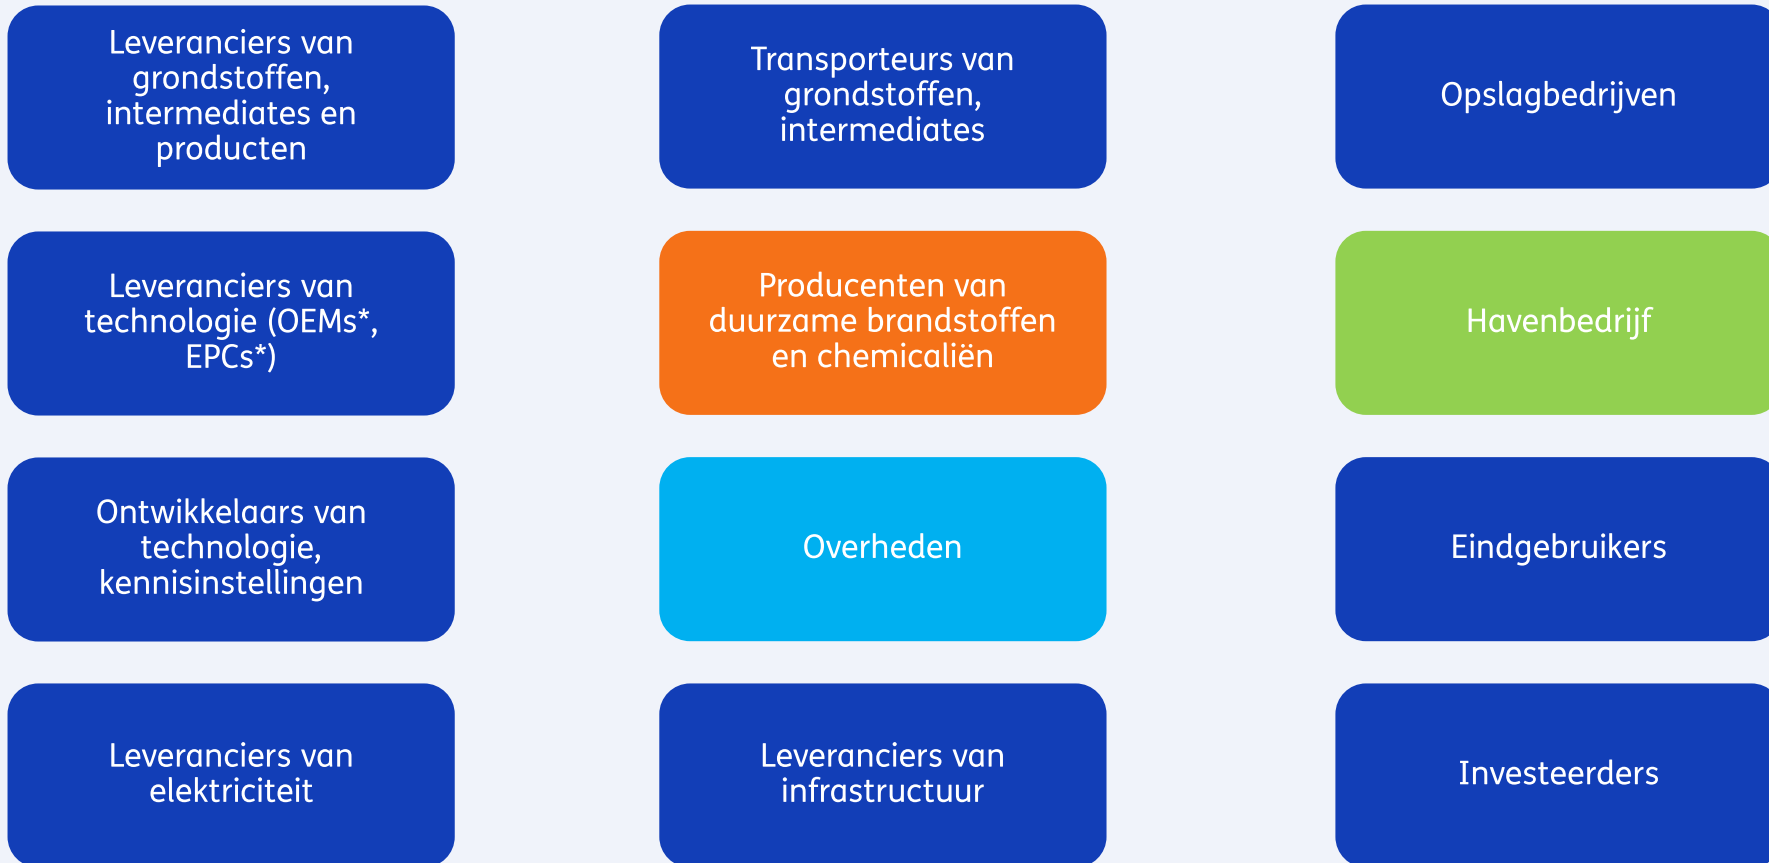 Leveranciers van
grondstoffen,
intermediates en
producten
Transporteurs van
grondstoffen,
intermediates
Opslagbedrijven
Leveranciers van
technologie (OEMs*,
EPCs*)
Producenten van
duurzame brandstoffen
en chemicaliën
Havenbedrijf
Ontwikkelaars van
technologie,
kennisinstellingen
Overheden
Eindgebruikers
Leveranciers van
elektriciteit
Leveranciers van
infrastructuur
Investeerders